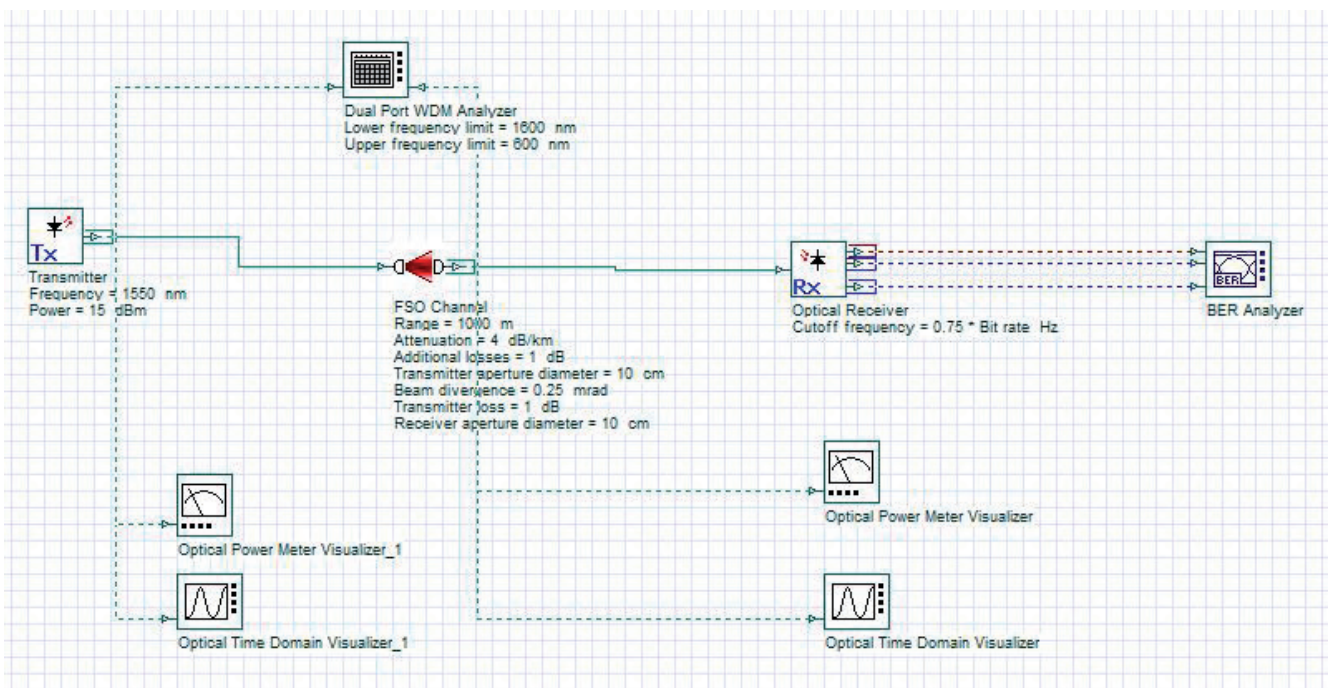 Dual Port WDM Analyzer
Lower frequency limit = 1600 nm
Upper frequency limit = 600 nm
Tx
Transmitter
Frequency = 1550 nm
Power = 15 dBm
FSO Channel
Range = 1000 m
Attenuation = 4 dB/km
Additional losses = 1 dB
Transmitter aperture diameter = 10 cm
Beam divergence = 0.25 mrad
Transmitter loss = 1 dB
Receiver aperture diameter = 10 cm
Rx
Optical Receiver
Cutoff frequency = 0.75 * Bit rate Hz
BER
BER Analyzer
Optical Power Meter Visualizer
Optical Power Meter Visualizer_1
Optical Time Domain Visualizer_1
Optical Time Domain Visualizer